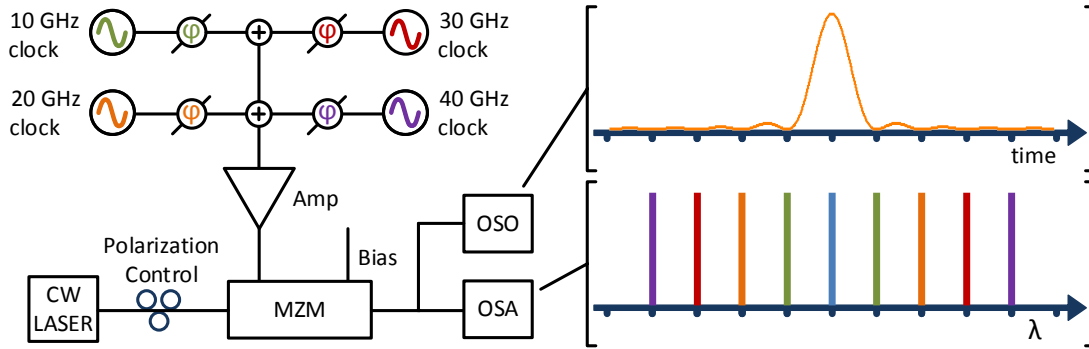 10 GHz
clock
φ
+
φ
30 GHz
clock
20 GHz
clock
φ
+
φ
40 GHz
clock
Amp
Polarization
Control
Bias
CW
LASER
MZM
OSO
OSA
time
λ